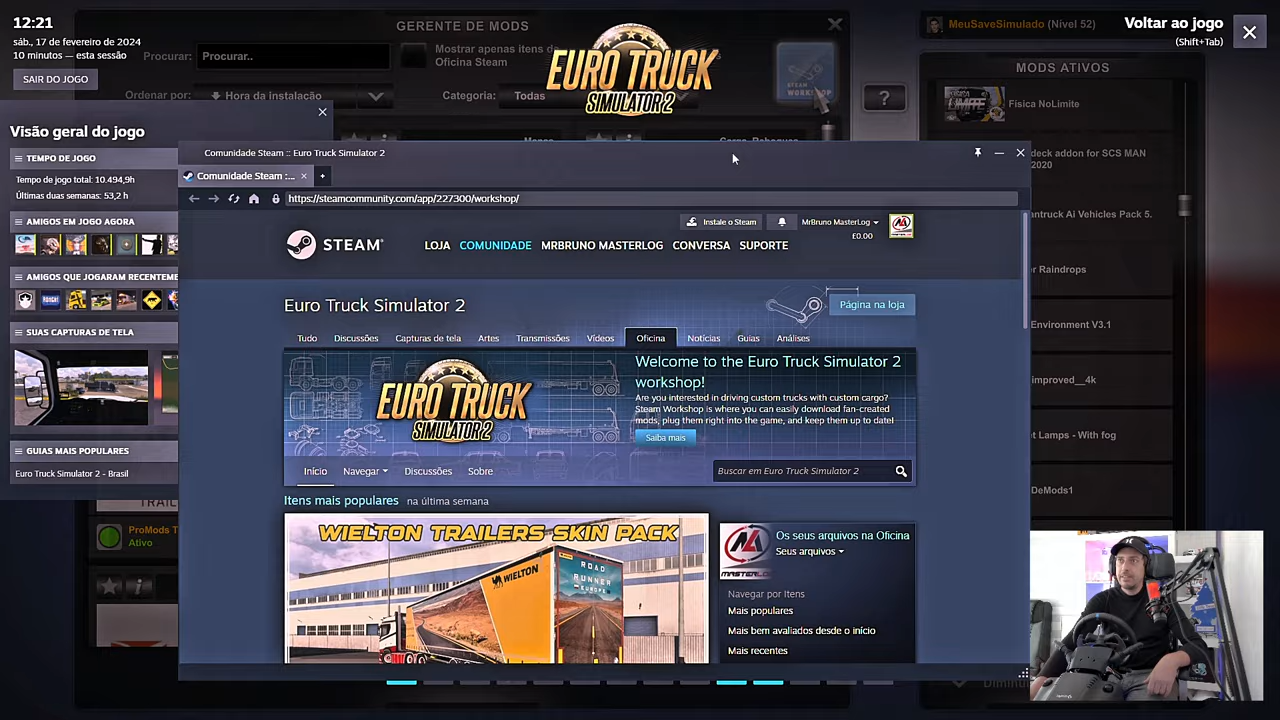 12:21
sáb., 17 de fevereiro de 2024
10 minutos — esta sessão
SAIR DO JOGO
GERENTE DE MODS
Procurar:
Procurar..
Mostrar apenas itens da
Oficina Steam
Ordenar por:
Hora da instalação
Categoria:
Todas
EURO TRUCK
SIMULATOR 2
STEAM
WORKSHOP
?
MeuSaveSimulado (Nível 52)
Voltar ao jogo
(Shift+Tab)
MODS ATIVOS
Física NoLimite
deck addon for SCS MAN
2020
antruck Ai Vehicles Pack 5.
r Raindrops
Environment V3.1
improved__4k
t Lamps - With fog
DeMods1
Visão geral do jogo
TEMPO DE JOGO
Tempo de jogo total: 10.494,9h
Últimas duas semanas: 53,2 h
AMIGOS EM JOGO AGORA
AMIGOS QUE JOGARAM RECENTEME
SUAS CAPTURAS DE TELA
GUIAS MAIS POPULARES
Euro Truck Simulator 2 - Brasil
ProMods T
Ativo
Comunidade Steam :: Euro Truck Simulator 2
Comunidade Steam :...
https://steamcommunity.com/app/227300/workshop/
Instale o Steam
MrBruno MasterLog
£0.00
STEAM
LOJA COMUNIDADE MRBRUNO MASTERLOG CONVERSA SUPORTE
Euro Truck Simulator 2
Página na loja
Tudo Discussões Capturas de tela Artes Transmissões Vídeos Oficina Notícias Guias Análises
EURO TRUCK
SIMULATOR 2
Welcome to the Euro Truck Simulator 2
workshop!
Are you interested in driving custom trucks with custom cargo?
Steam Workshop is where you can easily download fan-created
mods, plug them right into the game, and keep them up to date!
Saiba mais
Início Navegar Discussões Sobre
Buscar em Euro Truck Simulator 2
Itens mais populares na última semana
WIELTON TRAILERS SKIN PACK
WIELTON
ROAD
RUNNER
EUROPE
MASTERLOG
Os seus arquivos na Oficina
Seus arquivos
Navegar por Itens
Mais populares
Mais bem avaliados desde o início
Mais recentes